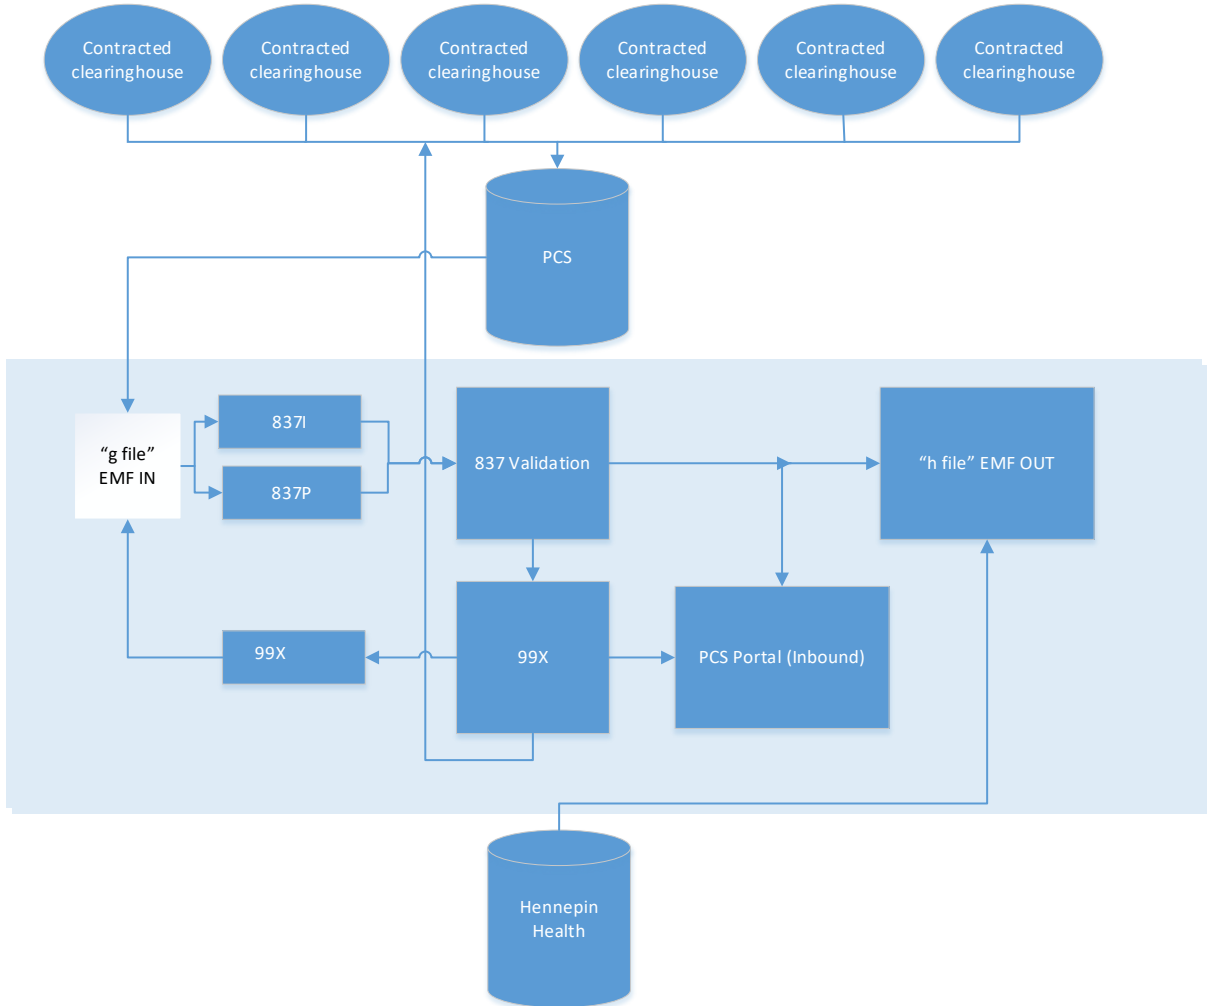 Contracted
clearinghouse
Contracted
clearinghouse
Contracted
clearinghouse
Contracted
clearinghouse
Contracted
clearinghouse
Contracted
clearinghouse
PCS
“g file”
EMF IN
837I
837P
837 Validation
“h file” EMF OUT
99X
99X
PCS Portal (Inbound)
Hennepin
Health